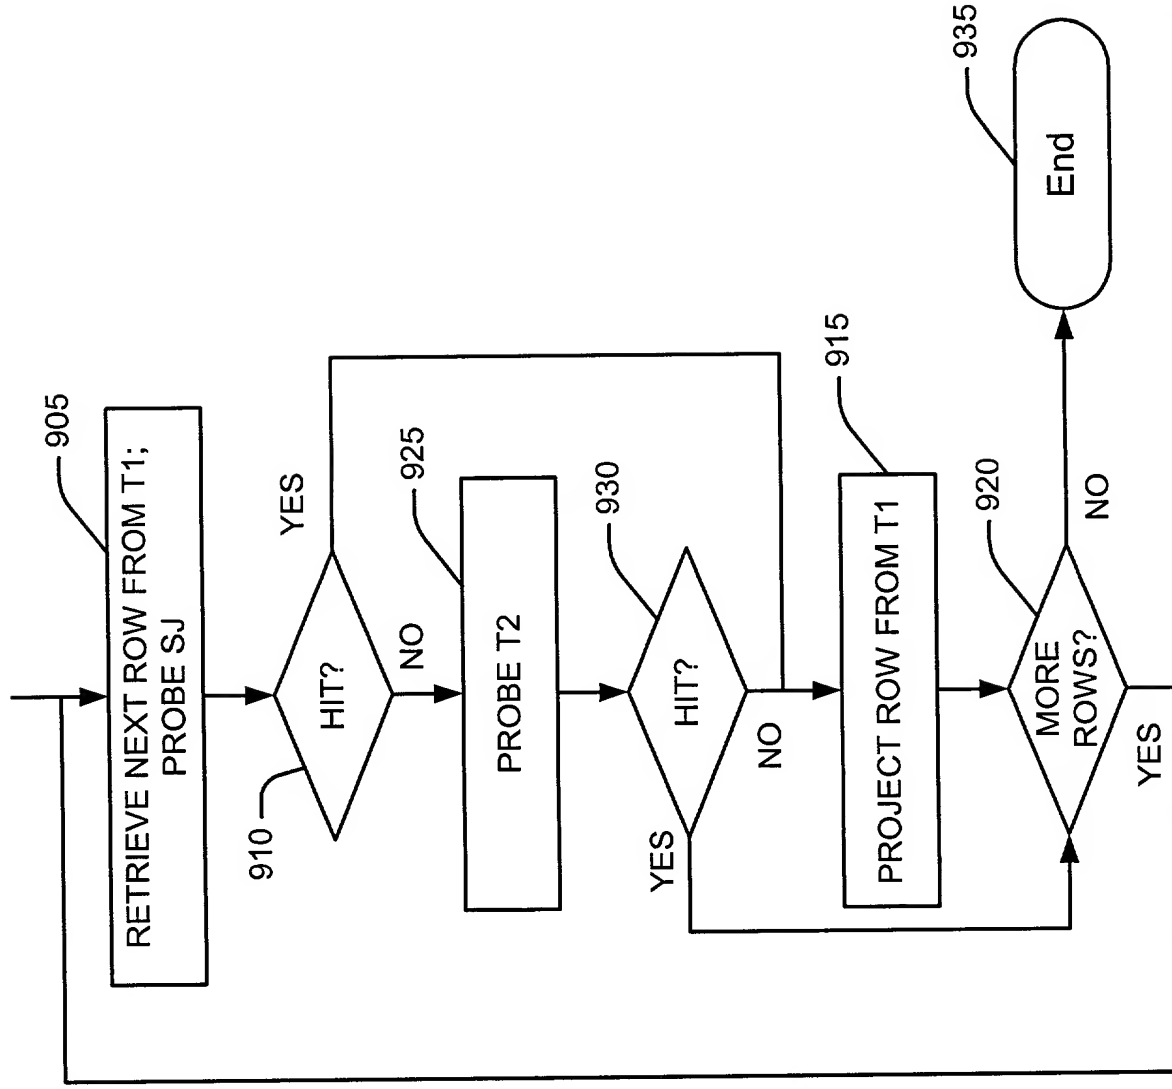 905
RETRIEVE NEXT ROW FROM T1;
PROBE SJ
910
HIT?
YES
NO
925
PROBE T2
930
HIT?
YES
NO
915
PROJECT ROW FROM T1
920
MORE
ROWS?
NO
YES
935
End